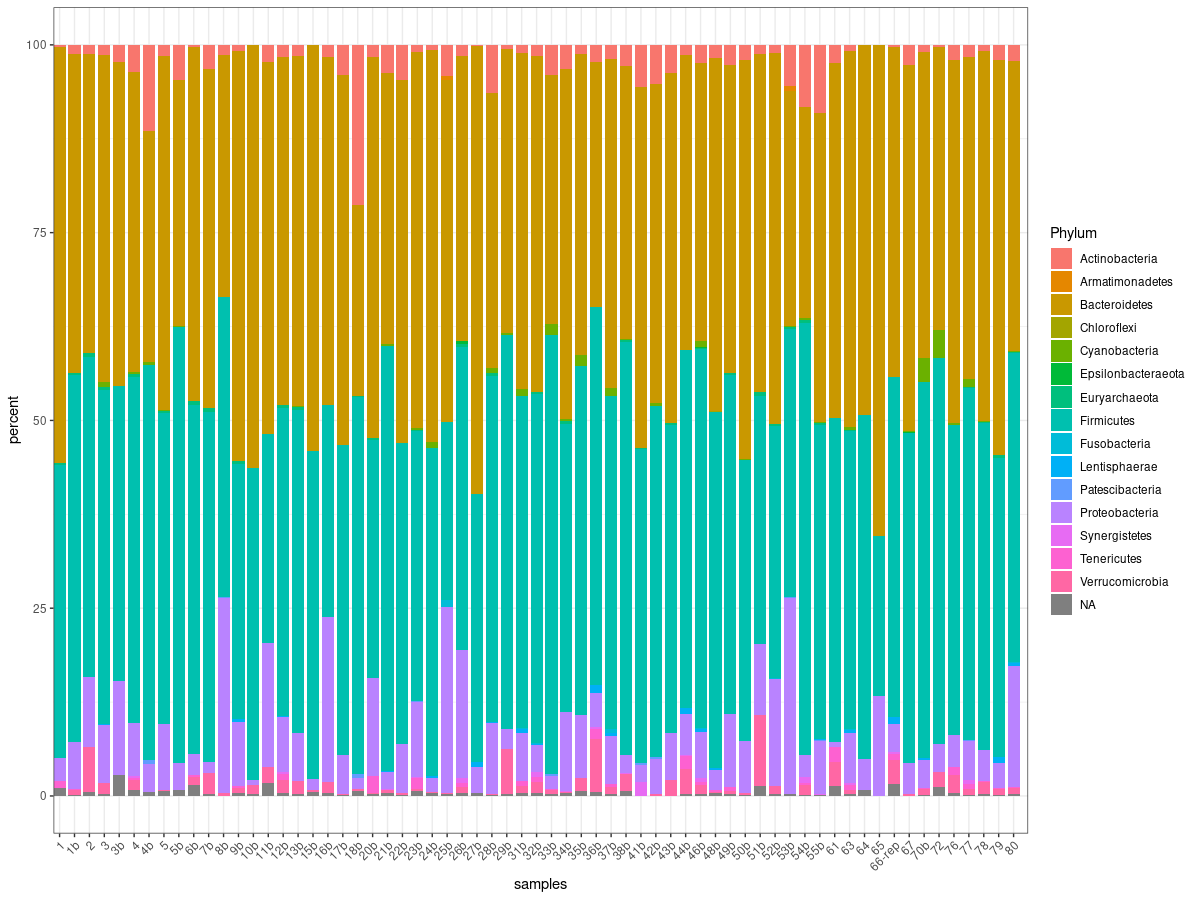 100
75
50
25
0
percent
1 1b 2 3 3b 4 4b 5 5b 6b 7b 8b 9b 10b 11b 12b 13b 15b 16b 17b 18b 20b 21b 22b 23b 24b 25b 26b 27b 28b 29b 31b 32b 33b 34b 35b 36b 37b 38b 41b 42b 43b 44b 46b 48b 49b 50b 51b 52b 53b 54b 55b 61 63 64 65 66-rep 67 70b 72 76 77 78 79 80
samples
Phylum
Actinobacteria
Armatimonadetes
Bacteroidetes
Chloroflexi
Cyanobacteria
Epsilonbacteraeota
Euryarchaeota
Firmicutes
Fusobacteria
Lentisphaerae
Patescibacteria
Proteobacteria
Synergistetes
Tenericutes
Verrucomicrobia
NA